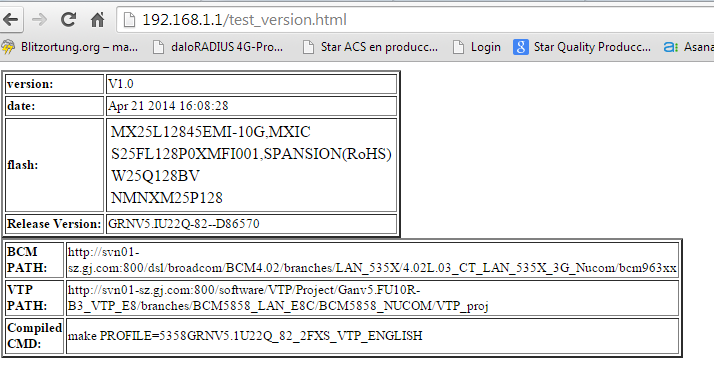 192.168.1.1/test_version.html
Blitzortung.org – ma...
daloRADIUS 4G-Pro...
Star ACS en producc...
Login
Star Quality Producc...
Asana
version: V1.0
date: Apr 21 2014 16:08:28
flash: MX25L12845EMI-10G,MXIC
S25FL128P0XMFI001,SPANSION(RoHS)
W25Q128BV
NMNXM25P128
Release Version: GRNV5.IU22Q-82--D86570
BCM PATH: http://svn01-
sz.gj.com:800/dsl/broadcom/BCM4.02/branches/LAN_535X/4.02L.03_CT_LAN_535X_3G_Nucom/bcm963xx
VTP PATH: http://svn01-sz.gj.com:800/software/VTP/Project/Ganv5.FU10R-
B3_VTP_E8/branches/BCM5858_LAN_E8C/BCM5858_NUCOM/VTP_proj
Compiled CMD: make PROFILE=5358GRNV5.1U22Q_82_2FXS_VTP_ENGLISH